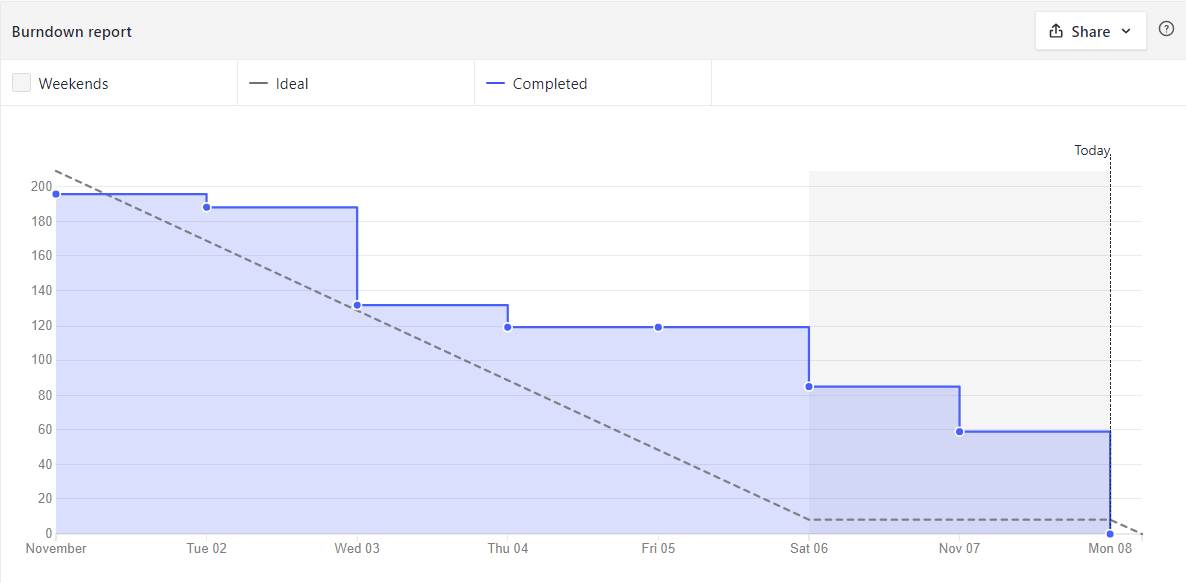 Burndown report
Share
Weekends
Ideal
Completed
Today
200
180
160
140
120
100
80
60
40
20
0
November Tue 02 Wed 03 Thu 04 Fri 05 Sat 06 Nov 07 Mon 08